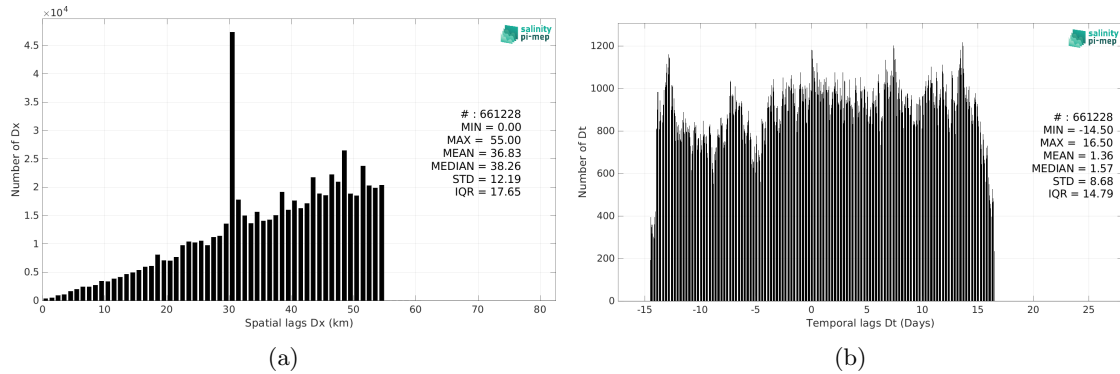 ×10⁴
4.5
4
3.5
3
2.5
2
1.5
1
0.5
0
Number of Dx
0 10 20 30 40 50 60 70 80
Spatial lags Dx (km)
salinity
pi-mep
# : 661228
MIN = 0.00
MAX = 55.00
MEAN = 36.83
MEDIAN = 38.26
STD = 12.19
IQR = 17.65
(a)
1200
1000
800
600
400
200
0
Number of Dt
-15 -10 -5 0 5 10 15 20 25
Temporal lags Dt (Days)
salinity
pi-mep
# : 661228
MIN = -14.50
MAX = 16.50
MEAN = 1.36
MEDIAN = 1.57
STD = 8.68
IQR = 14.79
(b)